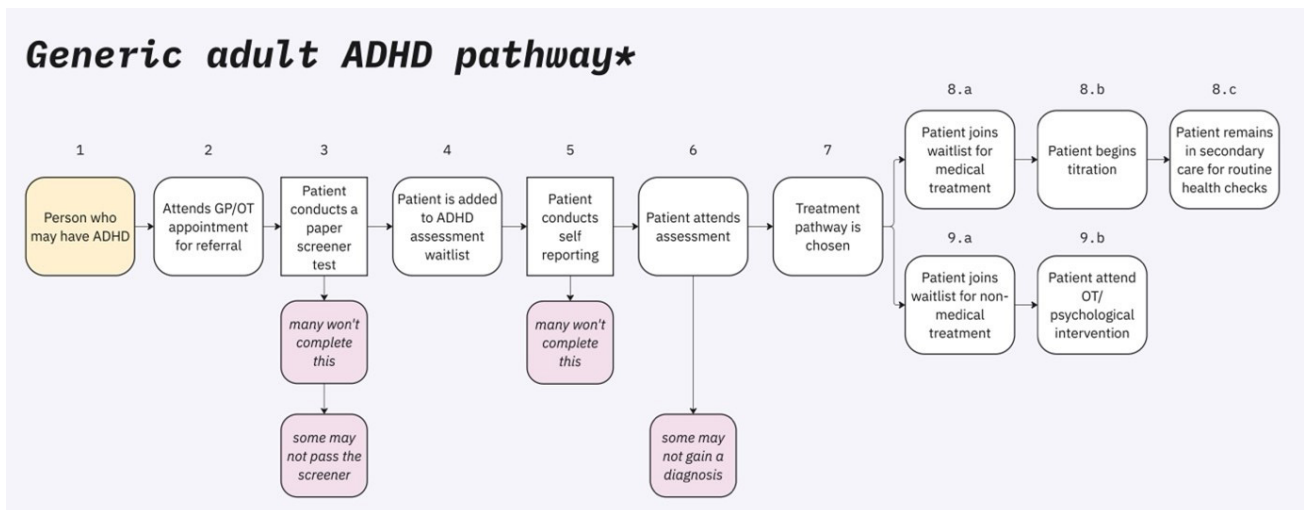 Generic adult ADHD pathway*
8.a
8.b
8.c
Patient joins
waitlist for
medical
treatment
Patient begins
titration
Patient remains
in secondary
care for routine
health checks
1
2
3
4
5
6
7
Person who
may have ADHD
Attends GP/OT
appointment
for referral
Patient
conducts a
paper
screener
test
Patient is added
to ADHD
assessment
waitlist
Patient
conducts
self
reporting
Patient attends
assessment
Treatment
pathway is
chosen
9.a
9.b
Patient joins
waitlist for non-
medical
treatment
Patient attend
OT/
psychological
intervention
many won't
complete
this
many won't
complete
this
some may
not pass the
screener
some may
not gain a
diagnosis